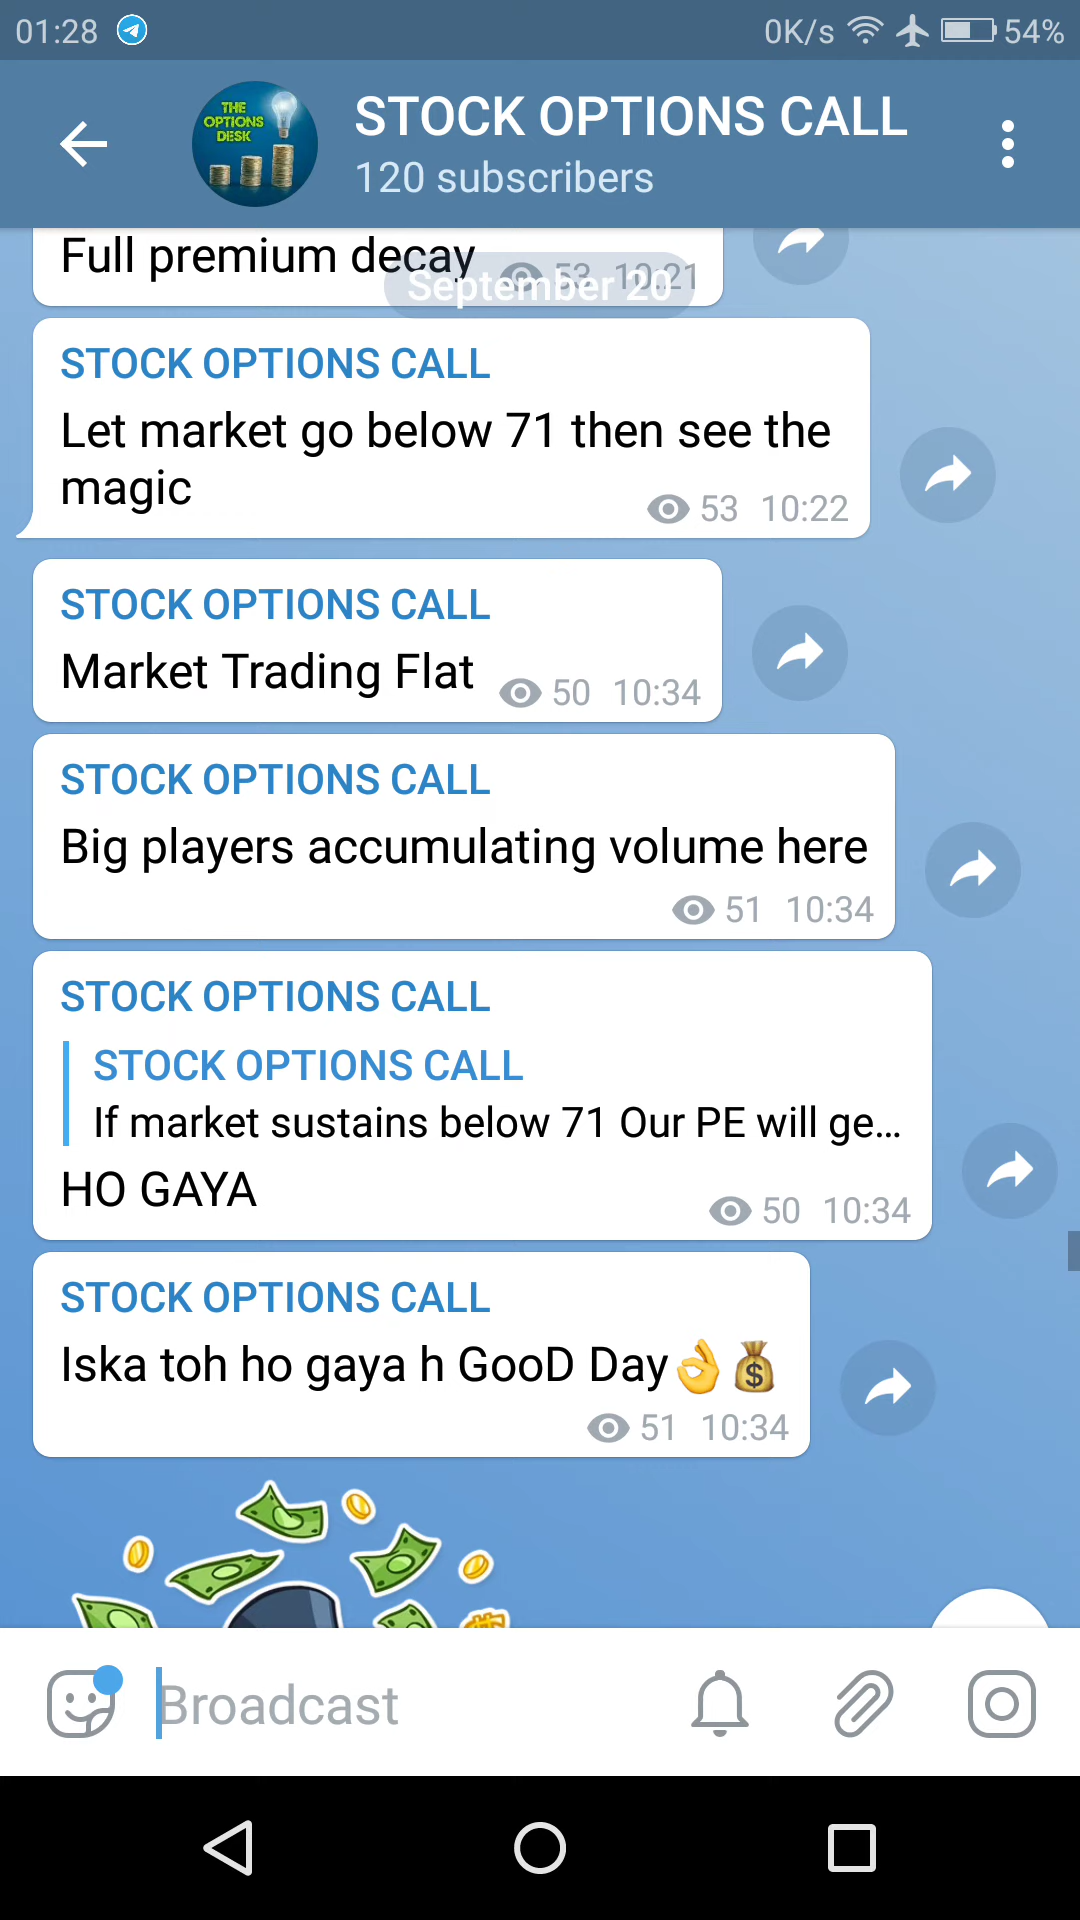 01:28
0K/s
54%
THE
OPTIONS
DESK
STOCK OPTIONS CALL
120 subscribers
Full premium decay
53 10:21
September 20
STOCK OPTIONS CALL
Let market go below 71 then see the
magic
53 10:22
STOCK OPTIONS CALL
Market Trading Flat
50 10:34
STOCK OPTIONS CALL
Big players accumulating volume here
51 10:34
STOCK OPTIONS CALL
STOCK OPTIONS CALL
If market sustains below 71 Our PE will ge...
HO GAYA
50 10:34
STOCK OPTIONS CALL
Iska toh ho gaya h GooD Day👌💰
51 10:34
Broadcast